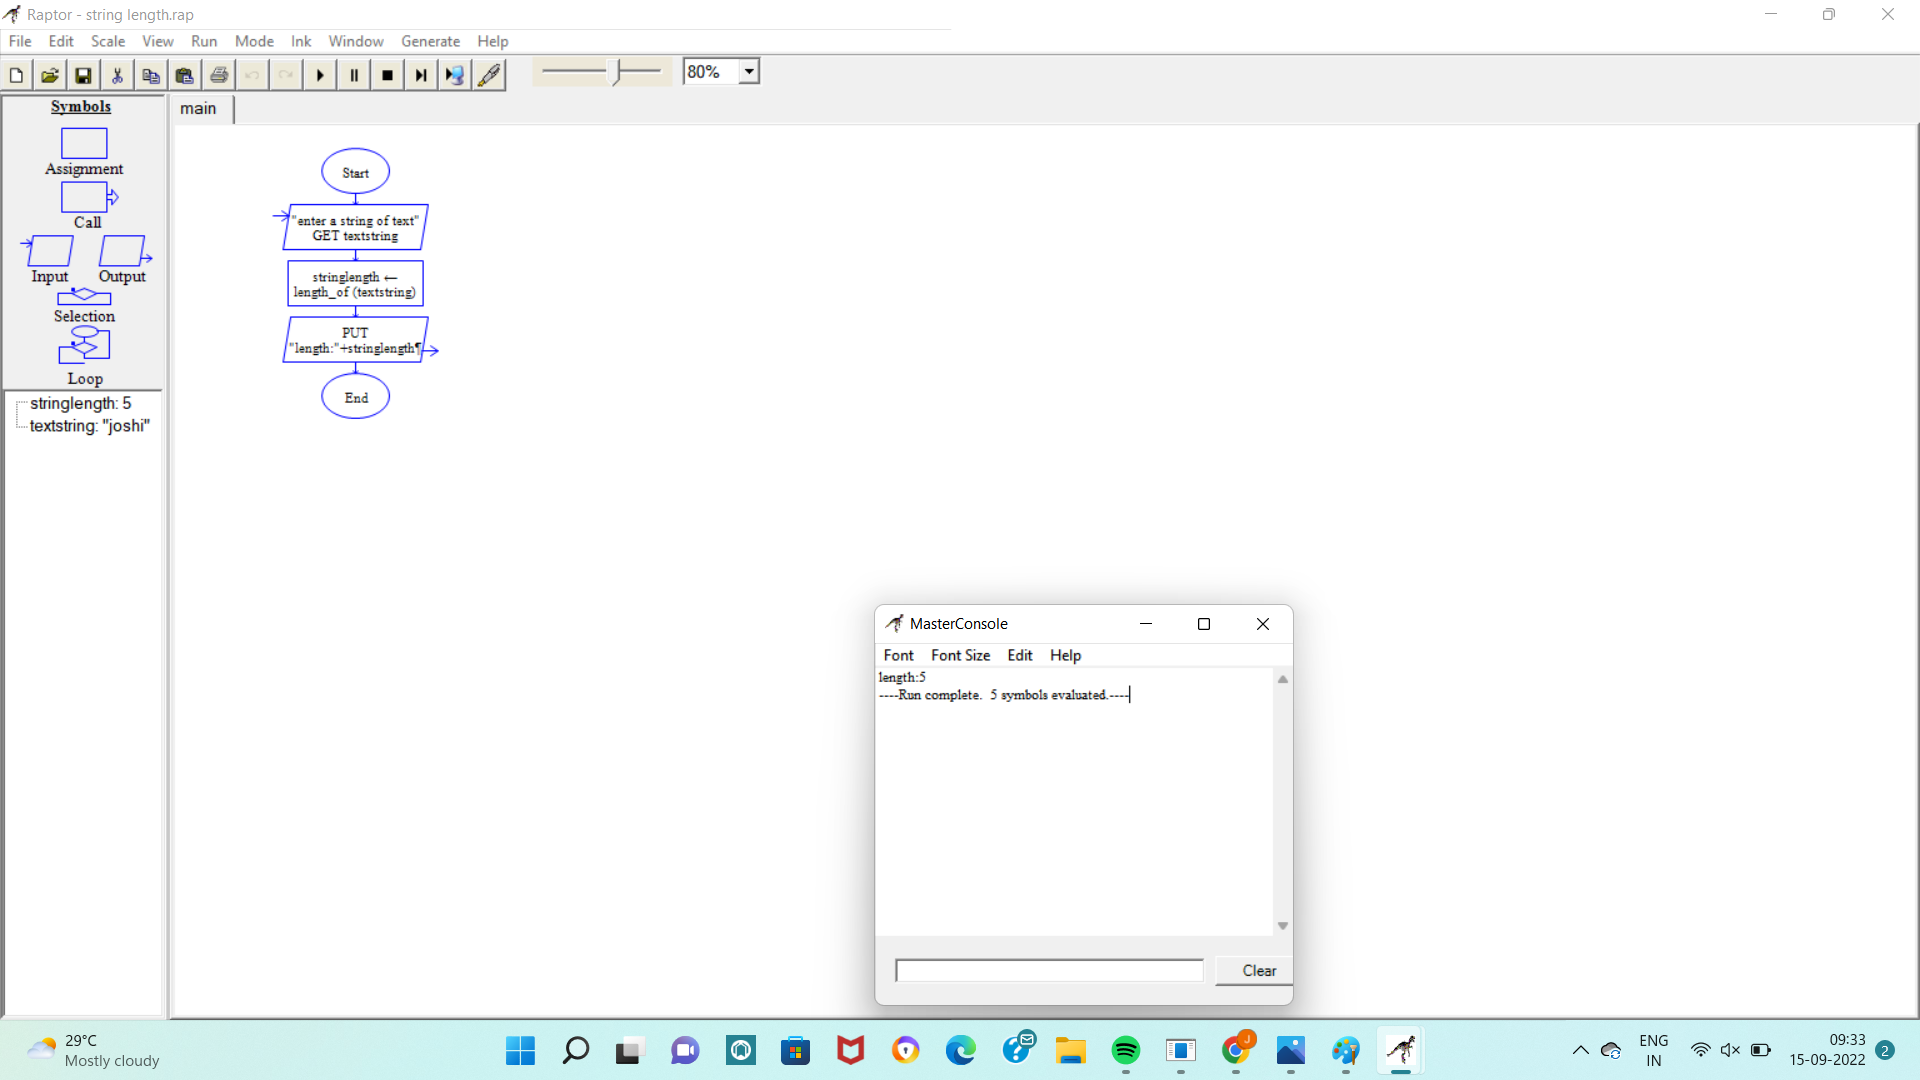 Raptor - string length.rap
File Edit Scale View Run Mode Ink Window Generate Help
80%
Symbols
main
Assignment
Call
Input Output
Selection
Loop
stringlength: 5
textstring: "joshi"
Start
"enter a string of text"
GET textstring
stringlength ←
length_of (textstring)
PUT
"length:"+stringlength¶
End
MasterConsole
Font Font Size Edit Help
length:5
----Run complete.  5 symbols evaluated.----
Clear
29°C
Mostly cloudy
J
ENG
IN
09:33
15-09-2022
2